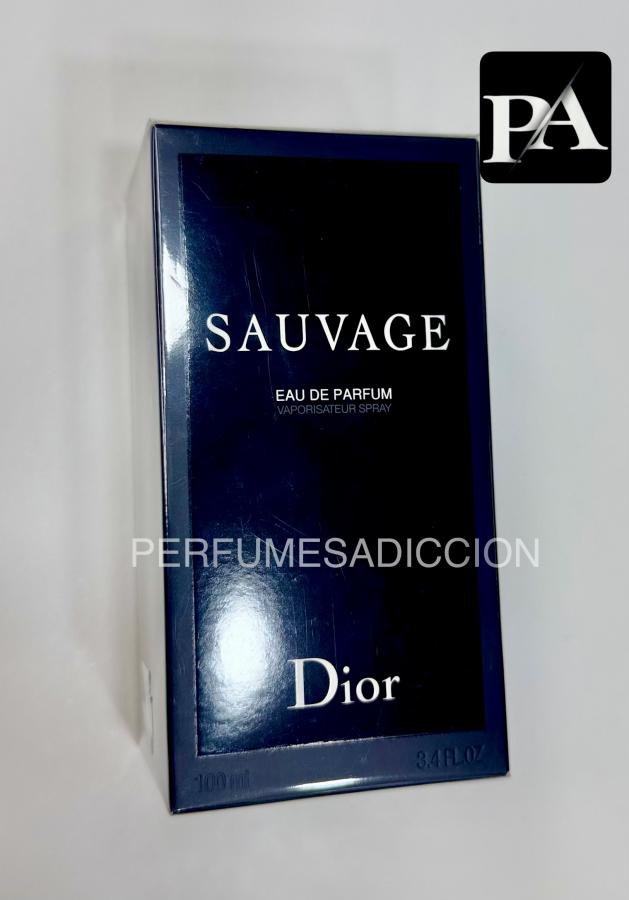 PA
SAUVAGE
EAU DE PARFUM
VAPORISATEUR SPRAY
PERFUMESADICCION
Dior
100 ml
3.4 FL.OZ